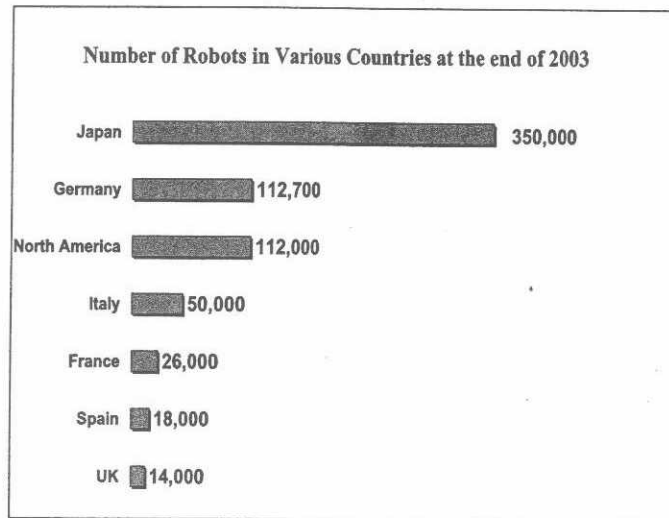 Number of Robots in Various Countries at the end of 2003
Japan 350,000
Germany 112,700
North America 112,000
Italy 50,000
France 26,000
Spain 18,000
UK 14,000